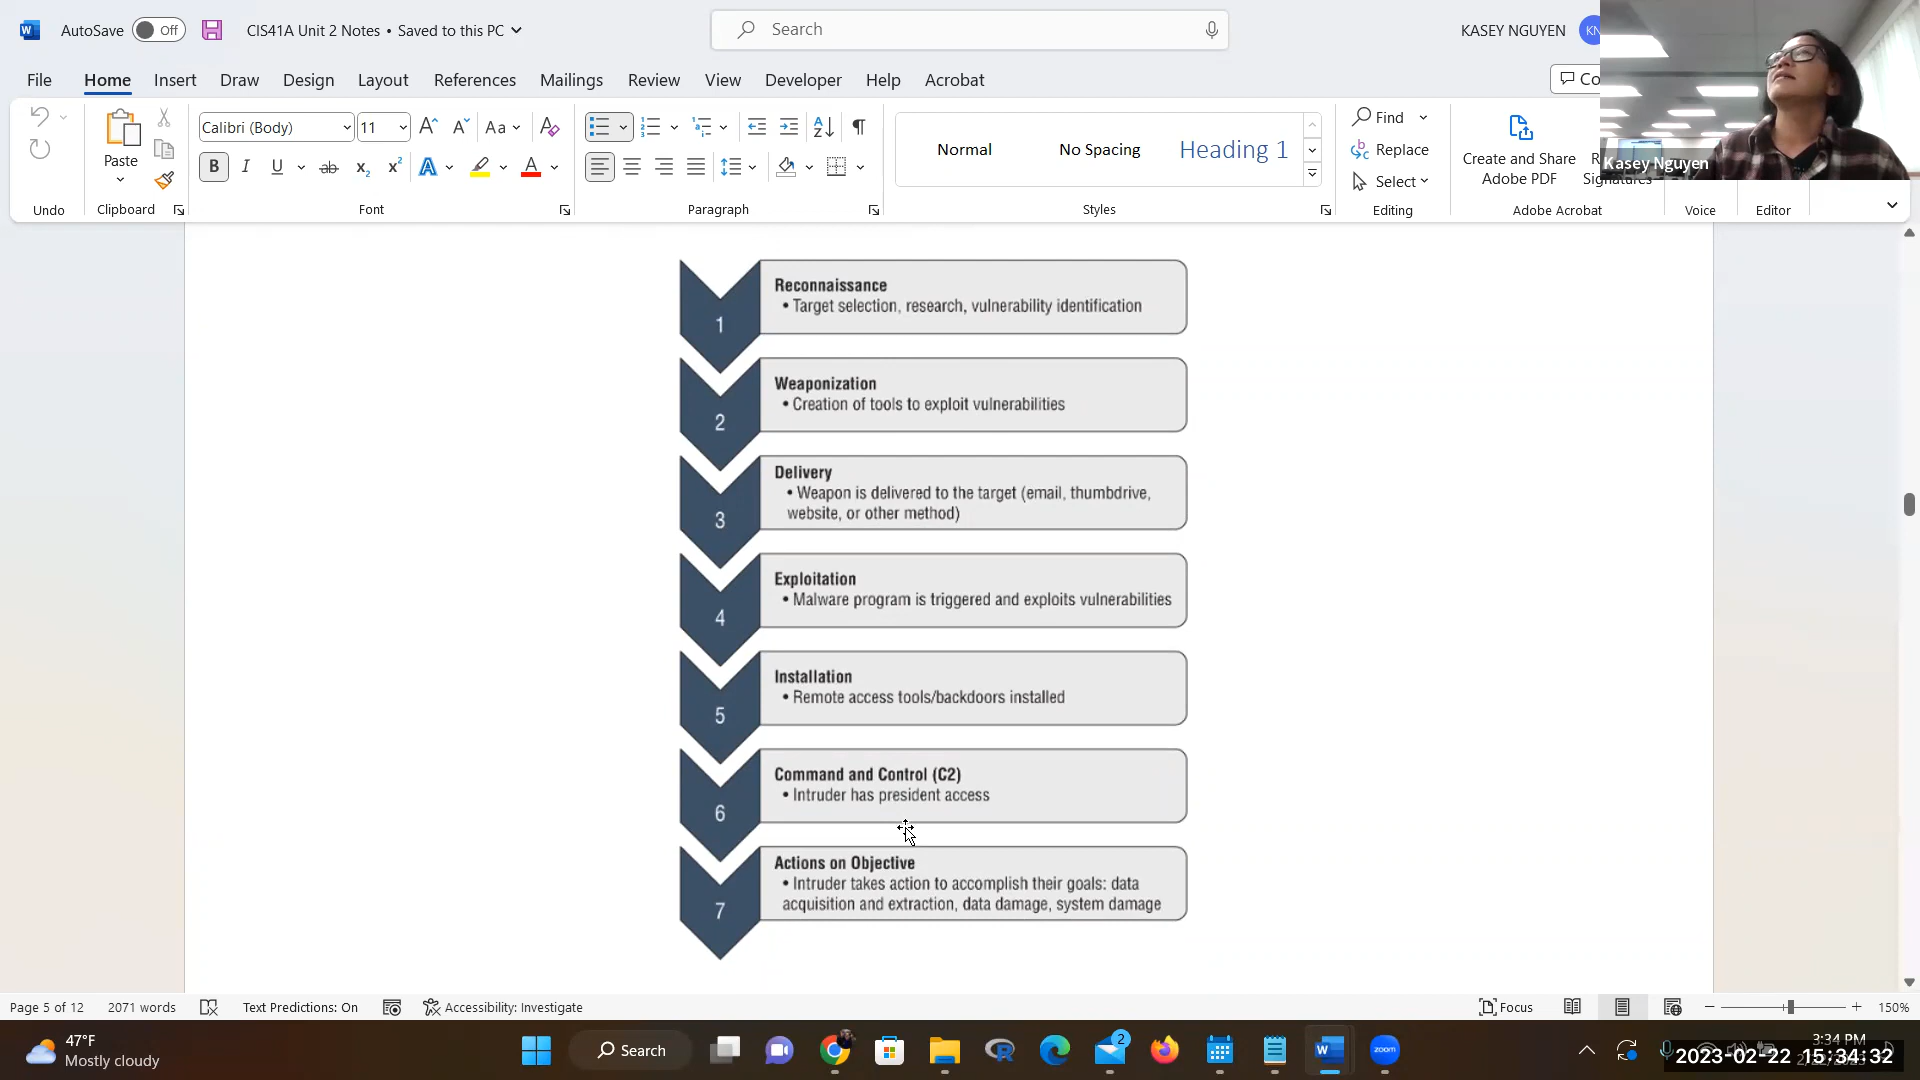 AutoSave Off CIS41A Unit 2 Notes • Saved to this PC
Search
KASEY NGUYEN KN
File Home Insert Draw Design Layout References Mailings Review View Developer Help Acrobat
Co
Calibri (Body) 11
Aa
Paste
B I U ab x₂ x² A A
Normal No Spacing Heading 1
Find
Replace
Select
Create and Share
Adobe PDF
Kasey Nguyen
Undo Clipboard Font Paragraph Styles Editing Adobe Acrobat Voice Editor
1
Reconnaissance
• Target selection, research, vulnerability identification
2
Weaponization
• Creation of tools to exploit vulnerabilities
3
Delivery
• Weapon is delivered to the target (email, thumbdrive,
website, or other method)
4
Exploitation
• Malware program is triggered and exploits vulnerabilities
5
Installation
• Remote access tools/backdoors installed
6
Command and Control (C2)
• Intruder has president access
7
Actions on Objective
• Intruder takes action to accomplish their goals: data
acquisition and extraction, data damage, system damage
Page 5 of 12 2071 words Text Predictions: On Accessibility: Investigate Focus 150%
47°F
Mostly cloudy
Search
2
zoom
3:34 PM
2023-02-22 15:34:32